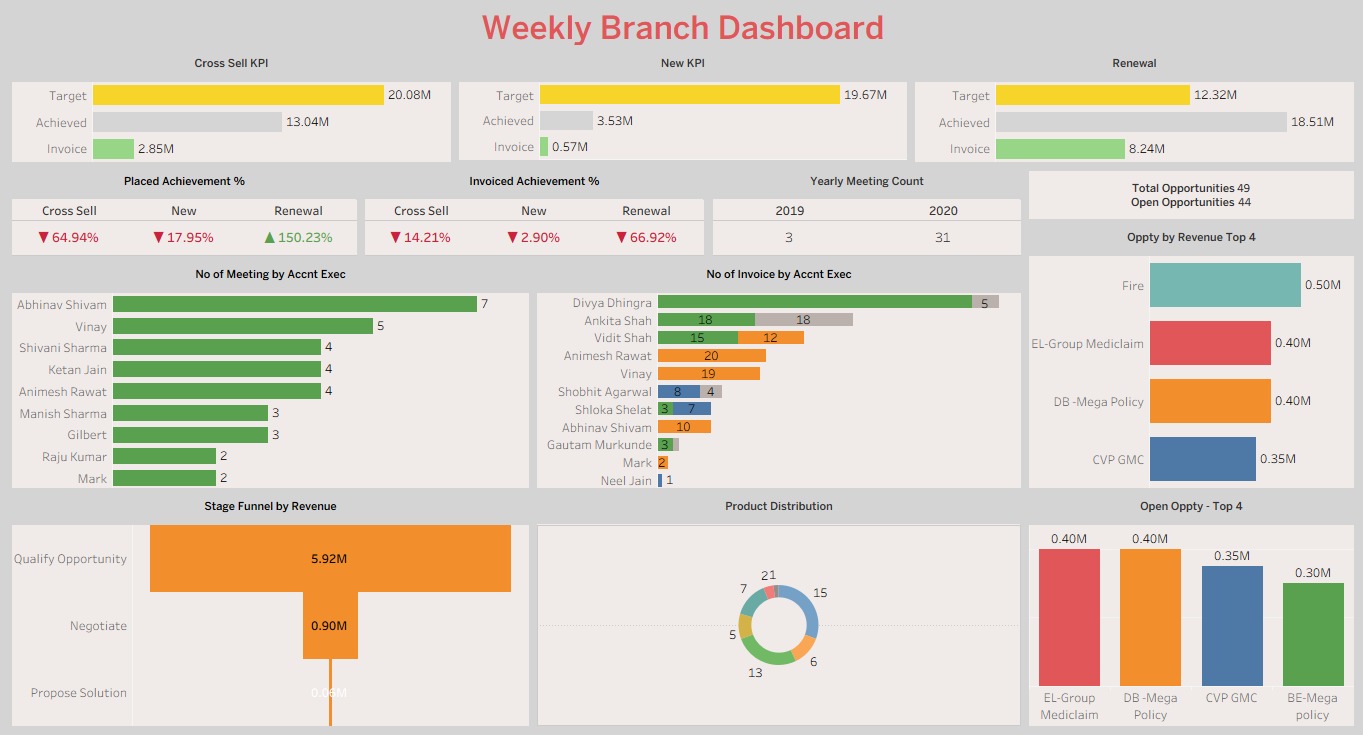 Weekly Branch Dashboard
Cross Sell KPI
Target 20.08M
Achieved 13.04M
Invoice 2.85M
New KPI
Target 19.67M
Achieved 3.53M
Invoice 0.57M
Renewal
Target 12.32M
Achieved 18.51M
Invoice 8.24M
Placed Achievement %
Cross Sell New Renewal
▼64.94% ▼17.95% ▲150.23%
Invoiced Achievement %
Cross Sell New Renewal
▼14.21% ▼2.90% ▼66.92%
Yearly Meeting Count
2019 2020
3 31
Total Opportunities 49
Open Opportunities 44
No of Meeting by Accnt Exec
Abhinav Shivam 7
Vinay 5
Shivani Sharma 4
Ketan Jain 4
Animesh Rawat 4
Manish Sharma 3
Gilbert 3
Raju Kumar 2
Mark 2
No of Invoice by Accnt Exec
Divya Dhingra 5
Ankita Shah 18 18
Vidit Shah 15 12
Animesh Rawat 20
Vinay 19
Shobhit Agarwal 8 4
Shloka Shelat 3 7
Abhinav Shivam 10
Gautam Murkunde 3
Mark 2
Neel Jain 1
Oppty by Revenue Top 4
Fire 0.50M
EL-Group Mediclaim 0.40M
DB -Mega Policy 0.40M
CVP GMC 0.35M
Stage Funnel by Revenue
Qualify Opportunity 5.92M
Negotiate 0.90M
Propose Solution 0.06M
Product Distribution
21
7 15
5
6
13
Open Oppty - Top 4
0.40M 0.40M 0.35M 0.30M
EL-Group DB -Mega CVP GMC BE-Mega
Mediclaim Policy policy